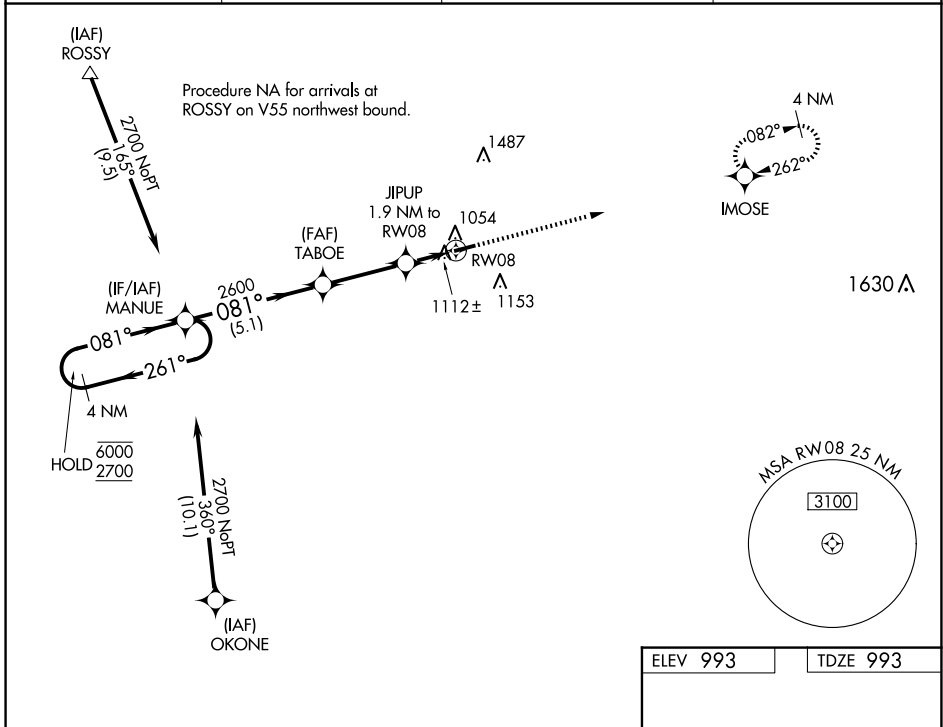 (IAF)
ROSSY
Procedure NA for arrivals at
ROSSY on V55 northwest bound.
2700 NoPT
165°
(9.5)
4 NM
082°
262°
IMOSE
1487
JIPUP
1.9 NM to
RW08
1054
(FAF)
TABOE
RW08
1112±
1153
1630
(IF/IAF)
MANUE
2600
081°
(5.1)
081°
261°
4 NM
HOLD
6000
2700
2700 NoPT
360°
(10.1)
(IAF)
OKONE
MSA RW08 25 NM
3100
ELEV 993
TDZE 993